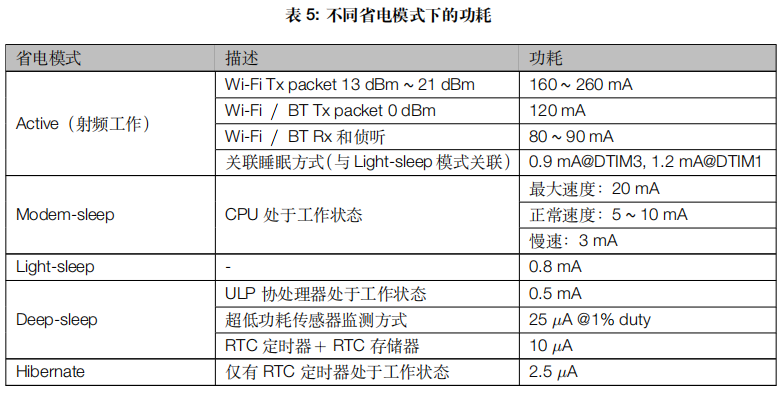 表 5: 不同省电模式下的功耗
省电模式 描述 功耗
Active（射频工作） Wi-Fi Tx packet 13 dBm ~ 21 dBm 160 ~ 260 mA
Wi-Fi / BT Tx packet 0 dBm 120 mA
Wi-Fi / BT Rx 和侦听 80 ~ 90 mA
关联睡眠方式（与 Light-sleep 模式关联） 0.9 mA@DTIM3, 1.2 mA@DTIM1
Modem-sleep CPU 处于工作状态 最大速度：20 mA
正常速度：5 ~ 10 mA
慢速：3 mA
Light-sleep - 0.8 mA
Deep-sleep ULP 协处理器处于工作状态 0.5 mA
超低功耗传感器监测方式 25 μA @1% duty
RTC 定时器＋ RTC 存储器 10 μA
Hibernate 仅有 RTC 定时器处于工作状态 2.5 μA